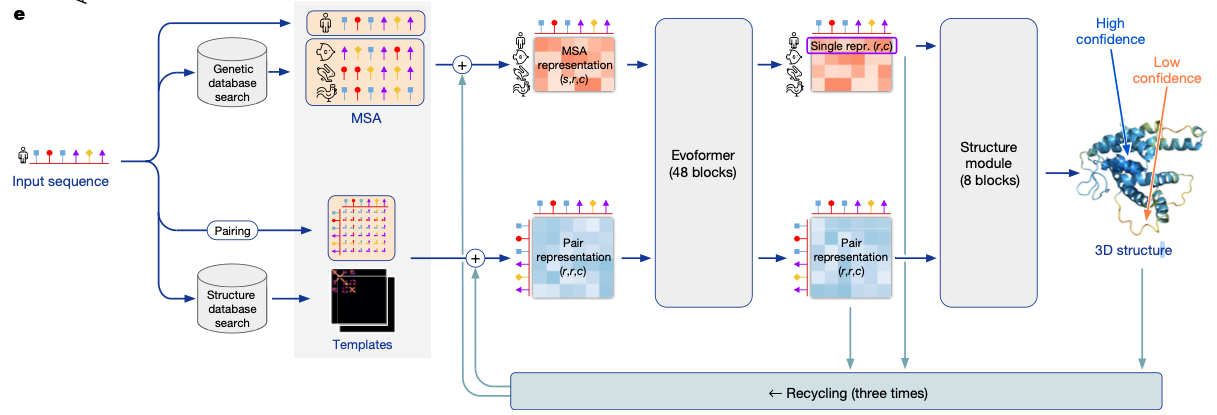 e
Input sequence
Genetic
database
search
MSA
Pairing
Structure
database
search
Templates
MSA
representation
(s,r,c)
Pair
representation
(r,r,c)
Evoformer
(48 blocks)
Single repr. (r,c)
Pair
representation
(r,r,c)
Structure
module
(8 blocks)
High
confidence
Low
confidence
3D structure
← Recycling (three times)